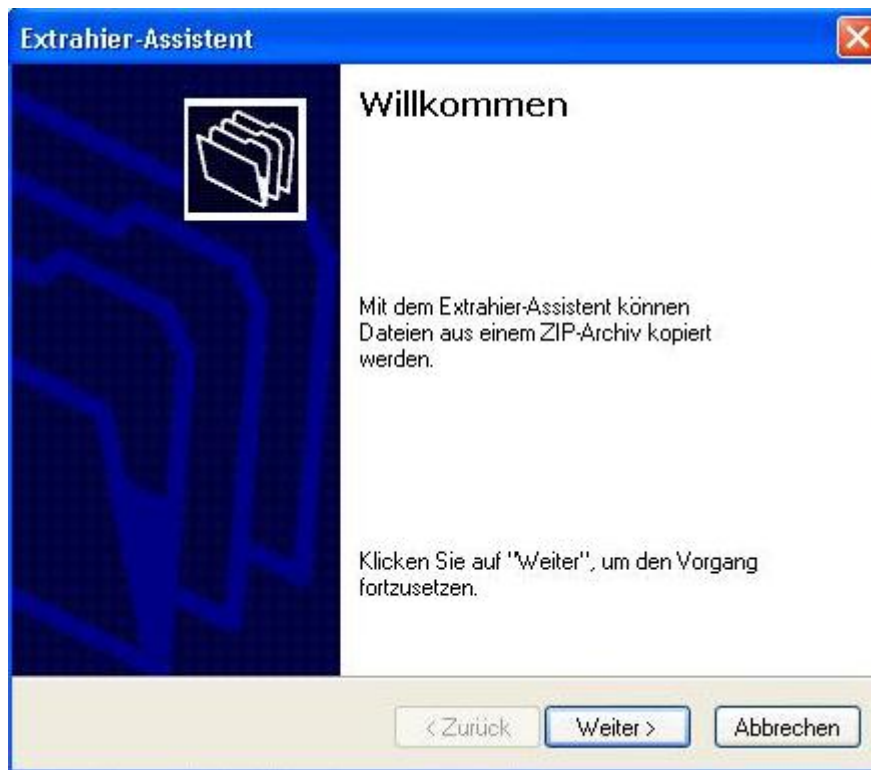 Extrahier-Assistent
Willkommen
Mit dem Extrahier-Assistent können
Dateien aus einem ZIP-Archiv kopiert
werden.
Klicken Sie auf "Weiter", um den Vorgang
fortzusetzen.
< Zurück
Weiter >
Abbrechen